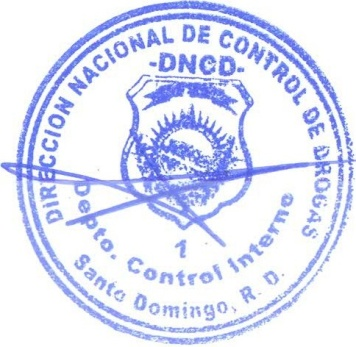 DIRECCION NACIONAL DE CONTROL DE DROGAS
-DNCD-
1
Depto. Control Interno
Santo Domingo, R. D.